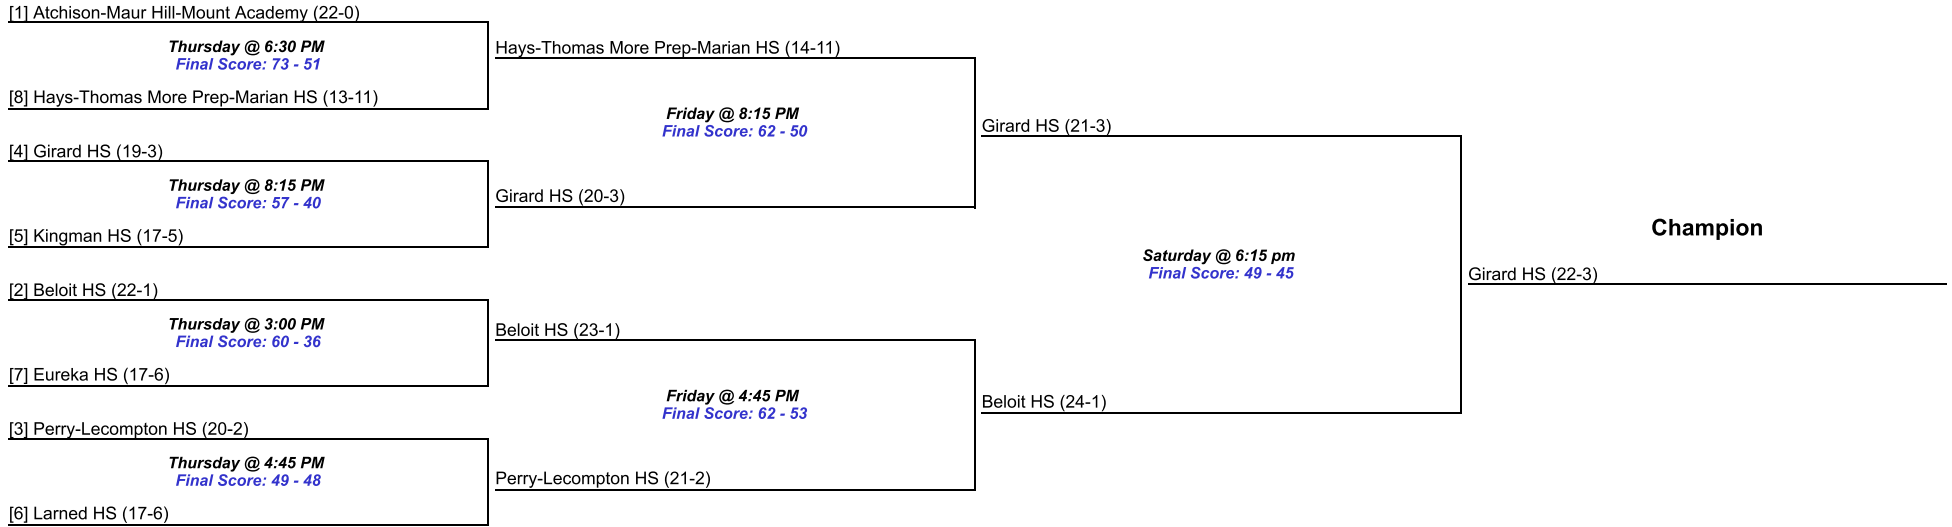 [1] Atchison-Maur Hill-Mount Academy (22-0)
Thursday @ 6:30 PM
Final Score: 73 - 51
[8] Hays-Thomas More Prep-Marian HS (13-11)
[4] Girard HS (19-3)
Thursday @ 8:15 PM
Final Score: 57 - 40
[5] Kingman HS (17-5)
[2] Beloit HS (22-1)
Thursday @ 3:00 PM
Final Score: 60 - 36
[7] Eureka HS (17-6)
[3] Perry-Lecompton HS (20-2)
Thursday @ 4:45 PM
Final Score: 49 - 48
[6] Larned HS (17-6)
Hays-Thomas More Prep-Marian HS (14-11)
Friday @ 8:15 PM
Final Score: 62 - 50
Girard HS (20-3)
Beloit HS (23-1)
Friday @ 4:45 PM
Final Score: 62 - 53
Perry-Lecompton HS (21-2)
Girard HS (21-3)
Saturday @ 6:15 pm
Final Score: 49 - 45
Beloit HS (24-1)
Champion
Girard HS (22-3)